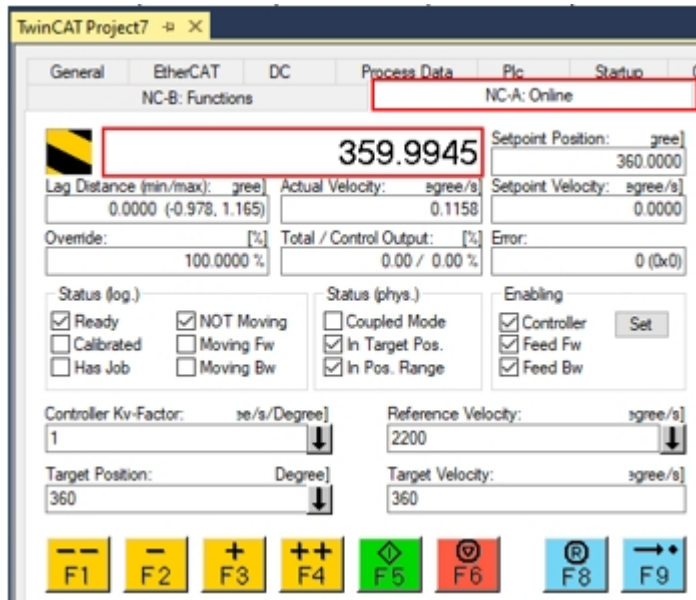 TwinCAT Project7
General EtherCAT DC Process Data Plc Startup
NC-B: Functions NC-A: Online
359.9945
Setpoint Position: gree]
360.0000
Lag Distance (min/max): gree] Actual Velocity: egree/s] Setpoint Velocity: egree/s]
0.0000 (-0.978, 1.165) 0.1158 0.0000
Override: [%] Total / Control Output: [%] Error:
100.0000 % 0.00 / 0.00 % 0 (0x0)
Status (log.) Status (phys.) Enabling
Ready NOT Moving Coupled Mode Controller Set
Calibrated Moving Fw In Target Pos. Feed Fw
Has Job Moving Bw In Pos. Range Feed Bw
Controller Kv-Factor: ee/s/Degree] Reference Velocity: egree/s]
1 2200
Target Position: Degree] Target Velocity: egree/s]
360 360
-- - + ++ R
F1 F2 F3 F4 F5 F6 F8 F9